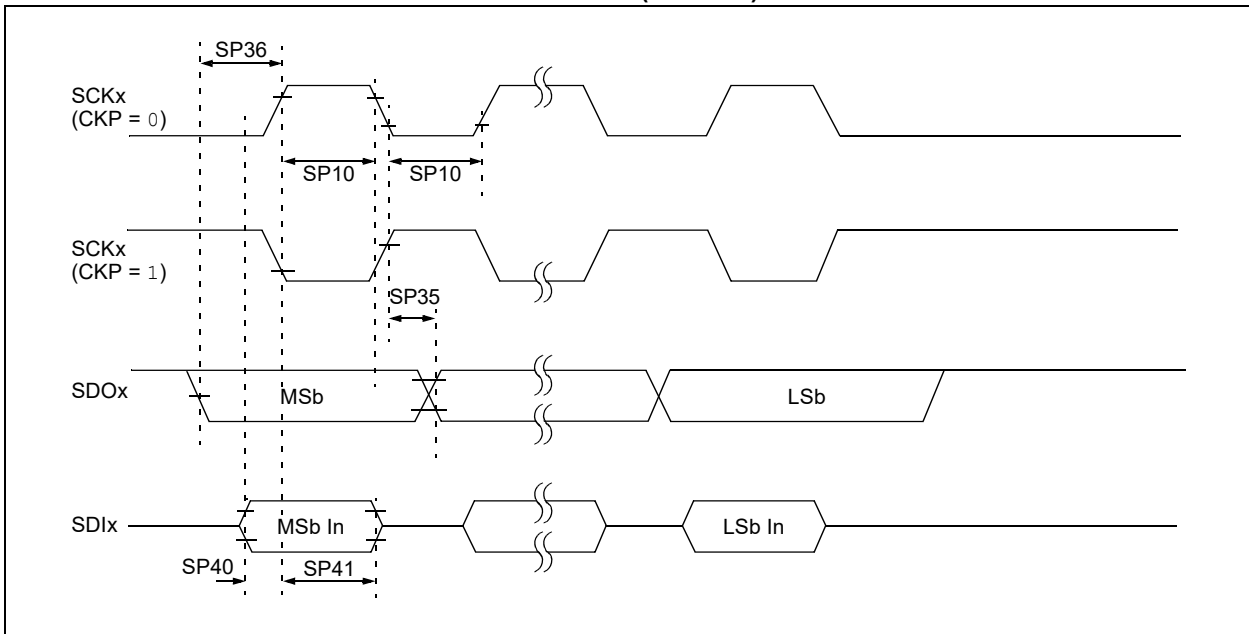 SP36
SCKx
(CKP = 0)
SP10 SP10
SCKx
(CKP = 1)
SP35
SDOx MSb LSb
SDIx MSb In LSb In
SP40 SP41